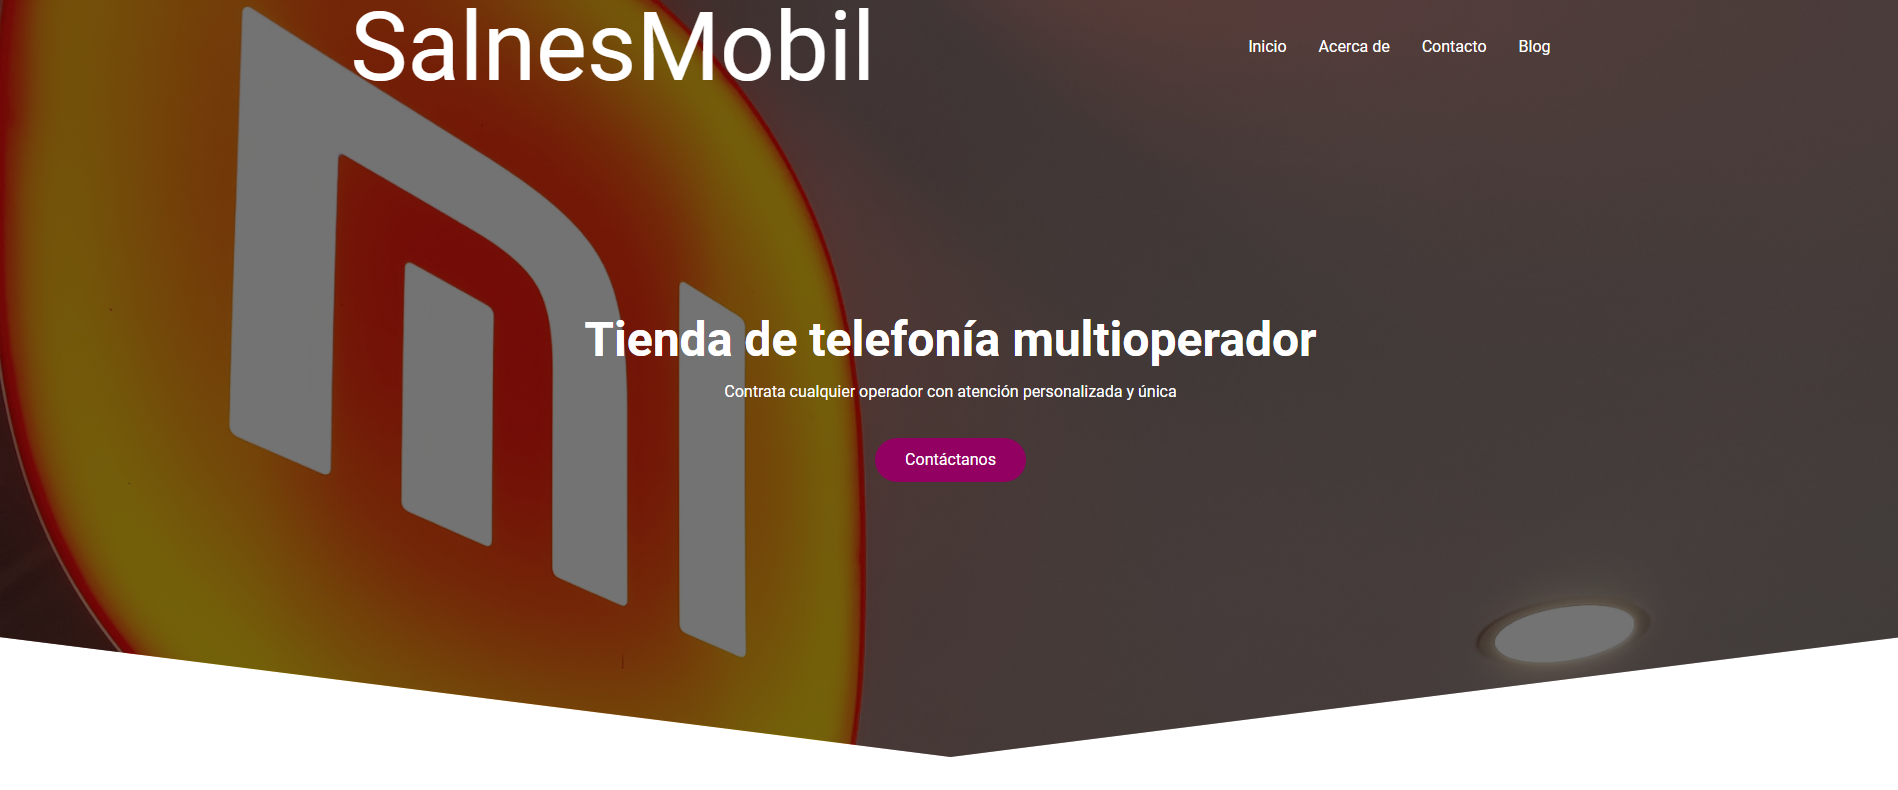 SalnesMobil
Inicio
Acerca de
Contacto
Blog
Tienda de telefonía multioperador
Contrata cualquier operador con atención personalizada y única
Contáctanos